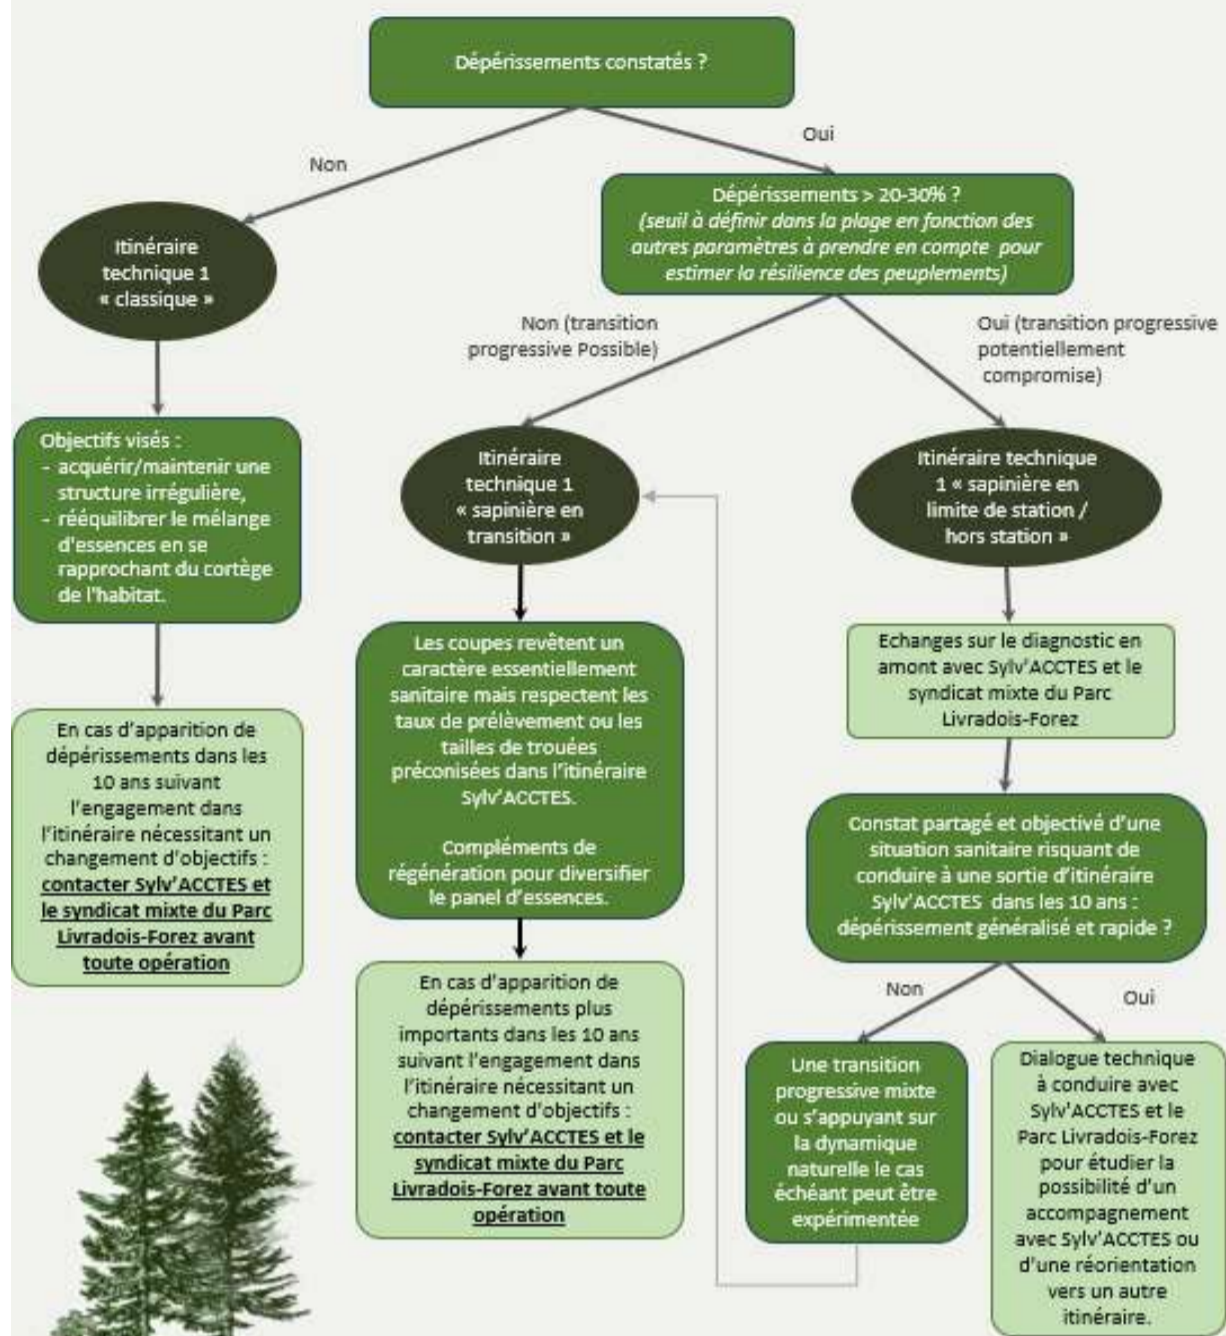 Dépérissements constatés ?
Non
Oui
Itinéraire
technique 1
« classique »
Dépérissements > 20-30% ?
(seuil à définir dans la plage en fonction des
autres paramètres à prendre en compte pour
estimer la résilience des peuplements)
Non (transition
progressive Possible)
Oui (transition progressive
potentiellement
compromise)
Objectifs visés :
- acquérir/maintenir une
structure irrégulière,
- rééquilibrer le mélange
d'essences en se
rapprochant du cortège
de l'habitat.
En cas d'apparition de
dépérissements dans les
10 ans suivant
l'engagement dans
l'itinéraire nécessitant un
changement d'objectifs :
contacter Sylv'ACCTES et
le syndicat mixte du Parc
Livradois-Forez avant
toute opération
Itinéraire
technique 1
« sapinière en
transition »
Les coupes revêtent un
caractère essentiellement
sanitaire mais respectent les
taux de prélèvement ou les
tailles de trouées
préconisées dans l'itinéraire
Sylv'ACCTES.
Compléments de
régénération pour diversifier
le panel d'essences.
En cas d'apparition de
dépérissements plus
importants dans les 10 ans
suivant l'engagement dans
l'itinéraire nécessitant un
changement d'objectifs :
contacter Sylv'ACCTES et le
syndicat mixte du Parc
Livradois-Forez avant toute
opération
Itinéraire technique
1 « sapinière en
limite de station /
hors station »
Echanges sur le diagnostic en
amont avec Sylv'ACCTES et le
syndicat mixte du Parc
Livradois-Forez
Constat partagé et objectivé d'une
situation sanitaire risquant de
conduire à une sortie d'itinéraire
Sylv'ACCTES dans les 10 ans :
dépérissement généralisé et rapide ?
Non
Oui
Une transition
progressive mixte
ou s'appuyant sur
la dynamique
naturelle le cas
échéant peut être
expérimentée
Dialogue technique
à conduire avec
Sylv'ACCTES et le
Parc Livradois-Forez
pour étudier la
possibilité d'un
accompagnement
avec Sylv'ACCTES ou
d'une réorientation
vers un autre
itinéraire.